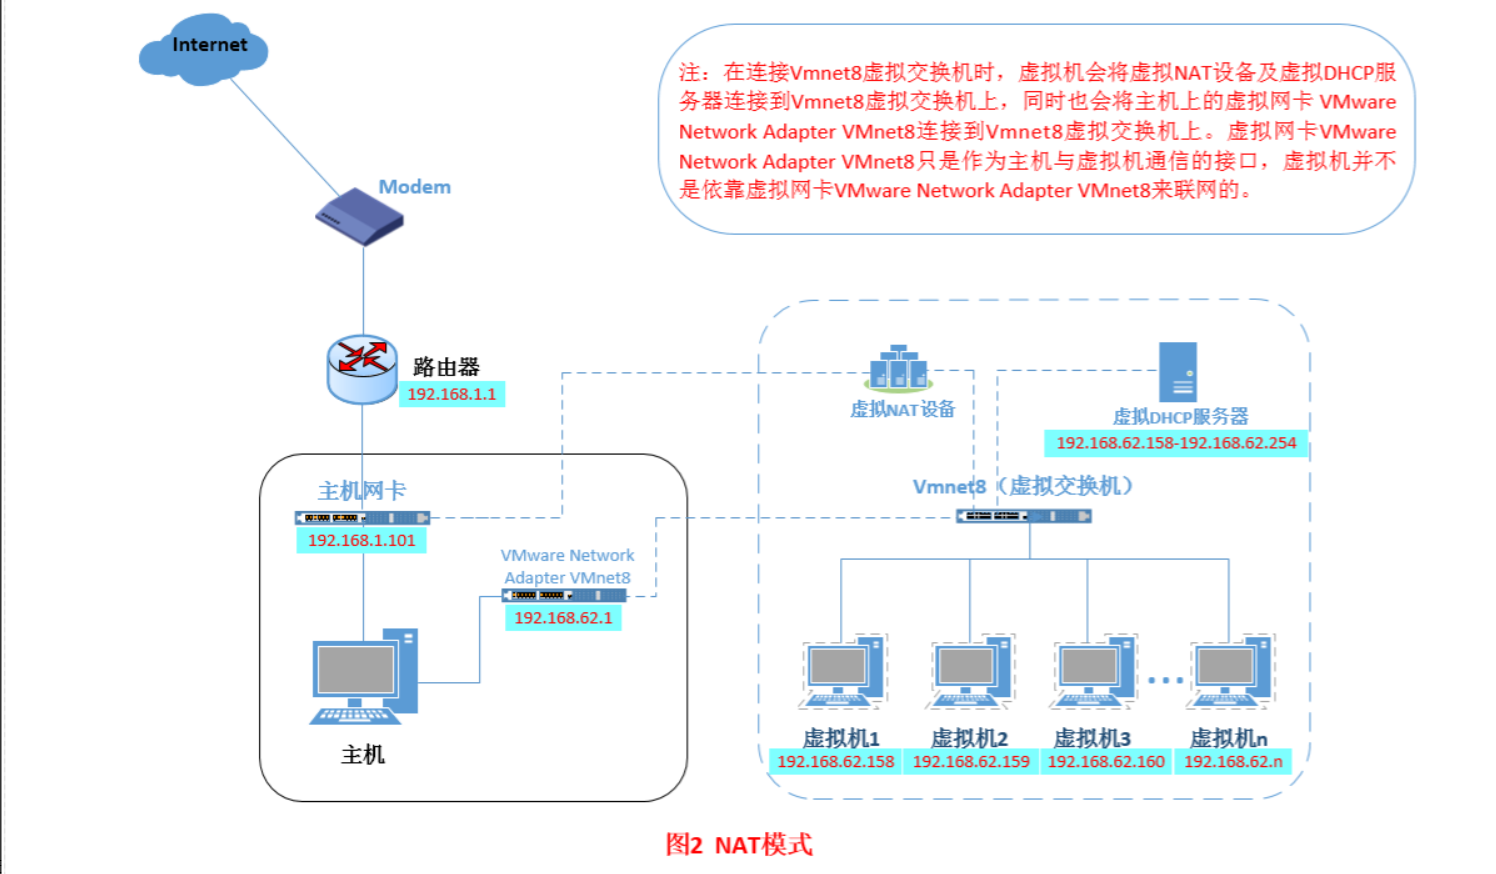 Internet
注：在连接Vmnet8虚拟交换机时，虚拟机会将虚拟NAT设备及虚拟DHCP服
务器连接到Vmnet8虚拟交换机上，同时也会将主机上的虚拟网卡 VMware
Network Adapter VMnet8连接到Vmnet8虚拟交换机上。虚拟网卡VMware
Network Adapter VMnet8只是作为主机与虚拟机通信的接口，虚拟机并不
是依靠虚拟网卡VMware Network Adapter VMnet8来联网的。
Modem
路由器
192.168.1.1
虚拟NAT设备
虚拟DHCP服务器
192.168.62.158-192.168.62.254
主机网卡
192.168.1.101
Vmnet8（虚拟交换机）
VMware Network
Adapter VMnet8
192.168.62.1
主机
虚拟机1
192.168.62.158
虚拟机2
192.168.62.159
虚拟机3
192.168.62.160
虚拟机n
192.168.62.n
图2 NAT模式